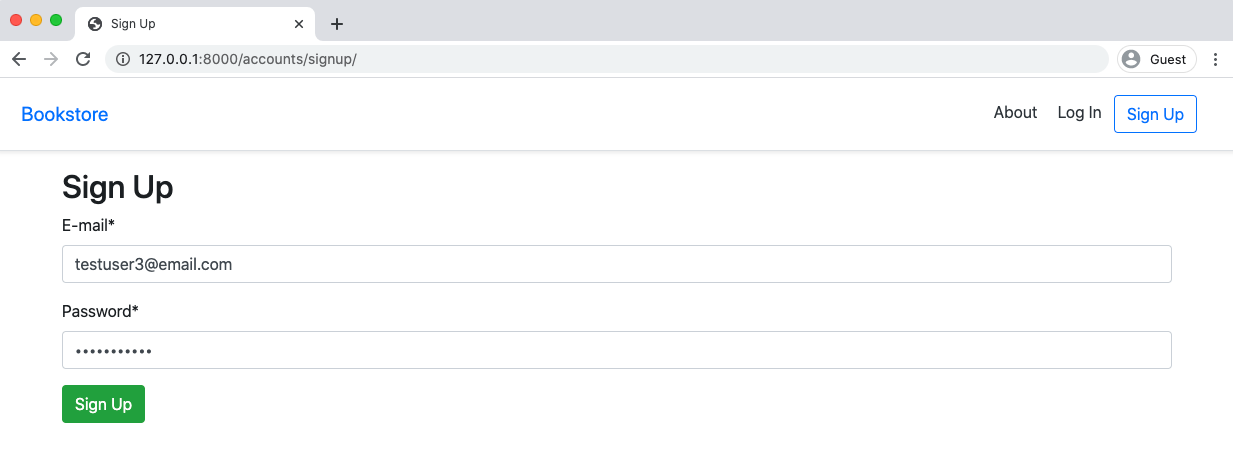 Sign Up
127.0.0.1:8000/accounts/signup/
Guest
Bookstore
About
Log In
Sign Up
Sign Up
E-mail*
testuser3@email.com
Password*
•••••••••••
Sign Up